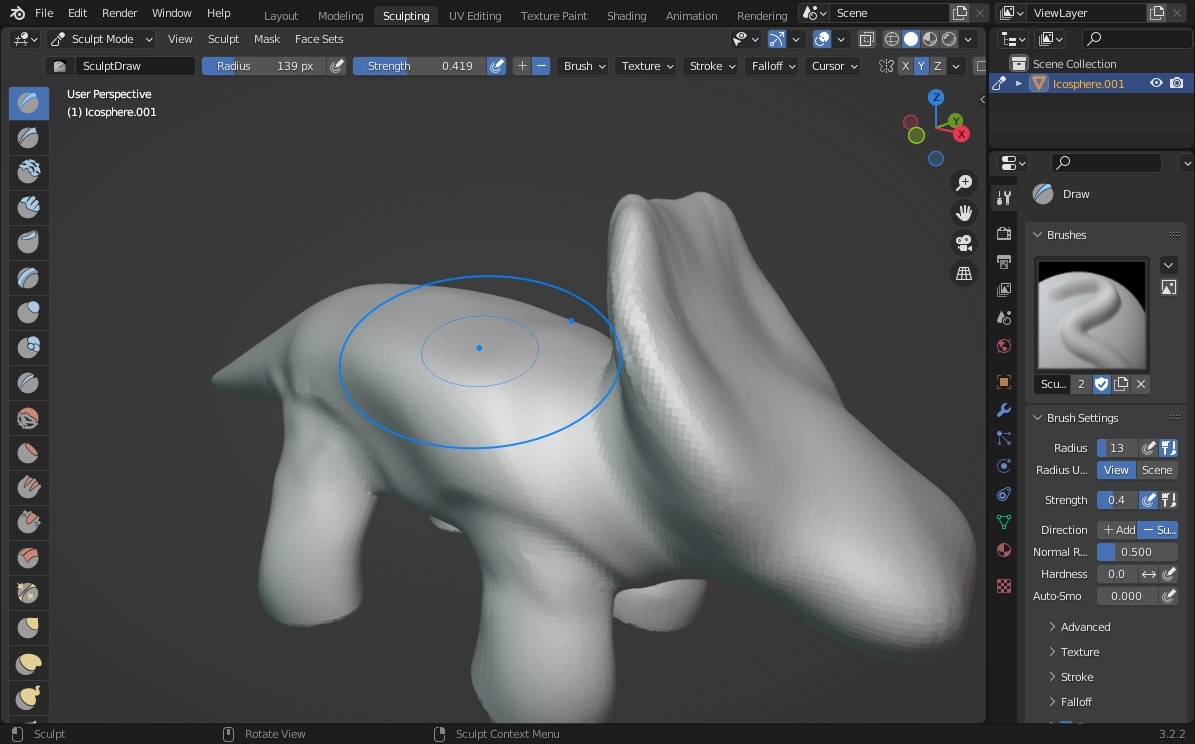 File Edit Render Window Help Layout Modeling Sculpting UV Editing Texture Paint Shading Animation Rendering Scene ViewLayer
Sculpt Mode View Sculpt Mask Face Sets
SculptDraw Radius 139 px Strength 0.419 Brush Texture Stroke Falloff Cursor X Y Z
Scene Collection
Icosphere.001
User Perspective
(1) Icosphere.001
Z
Y
X
Draw
Brushes
Scu... 2
Brush Settings
Radius 13
Radius U... View Scene
Strength 0.4
Direction + Add − Su...
Normal R... 0.500
Hardness 0.0
Auto-Smo 0.000
Advanced
Texture
Stroke
Falloff
Sculpt Rotate View Sculpt Context Menu 3.2.2